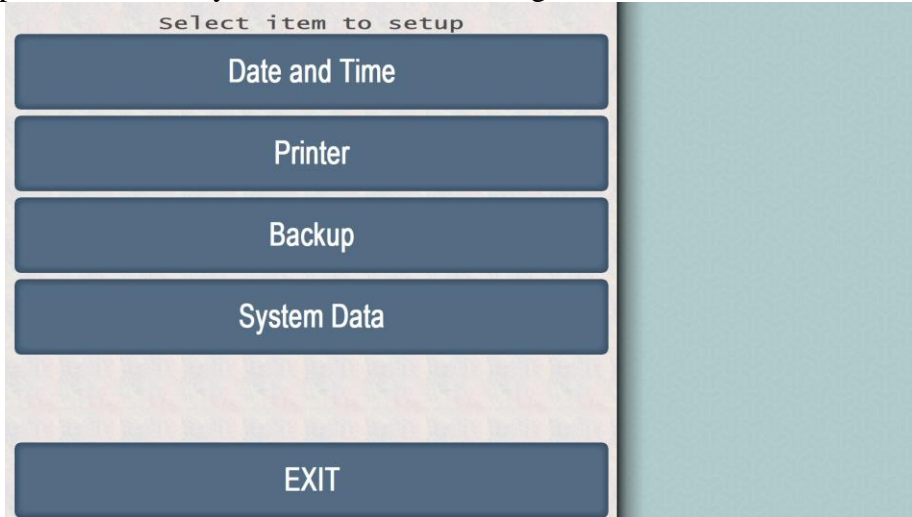 Select item to setup
Date and Time
Printer
Backup
System Data
EXIT